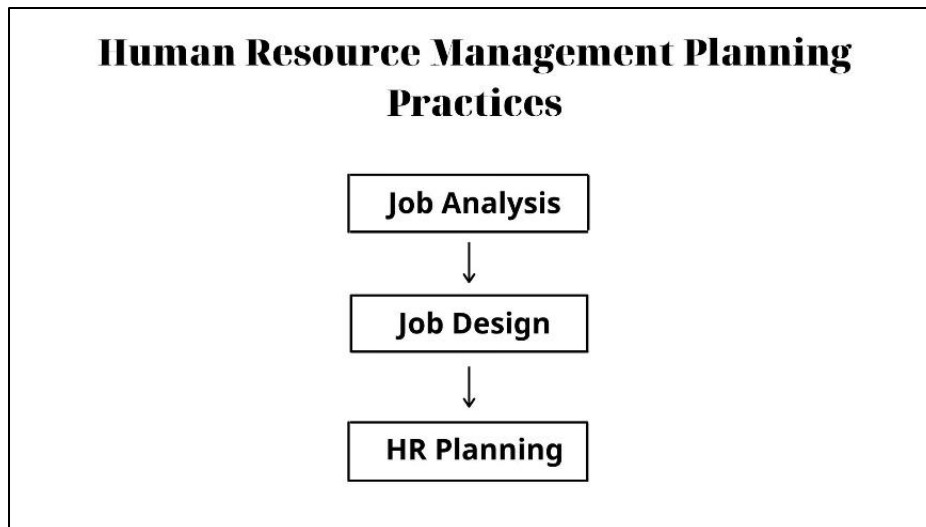 Human Resource Management Planning
Practices
Job Analysis
Job Design
HR Planning